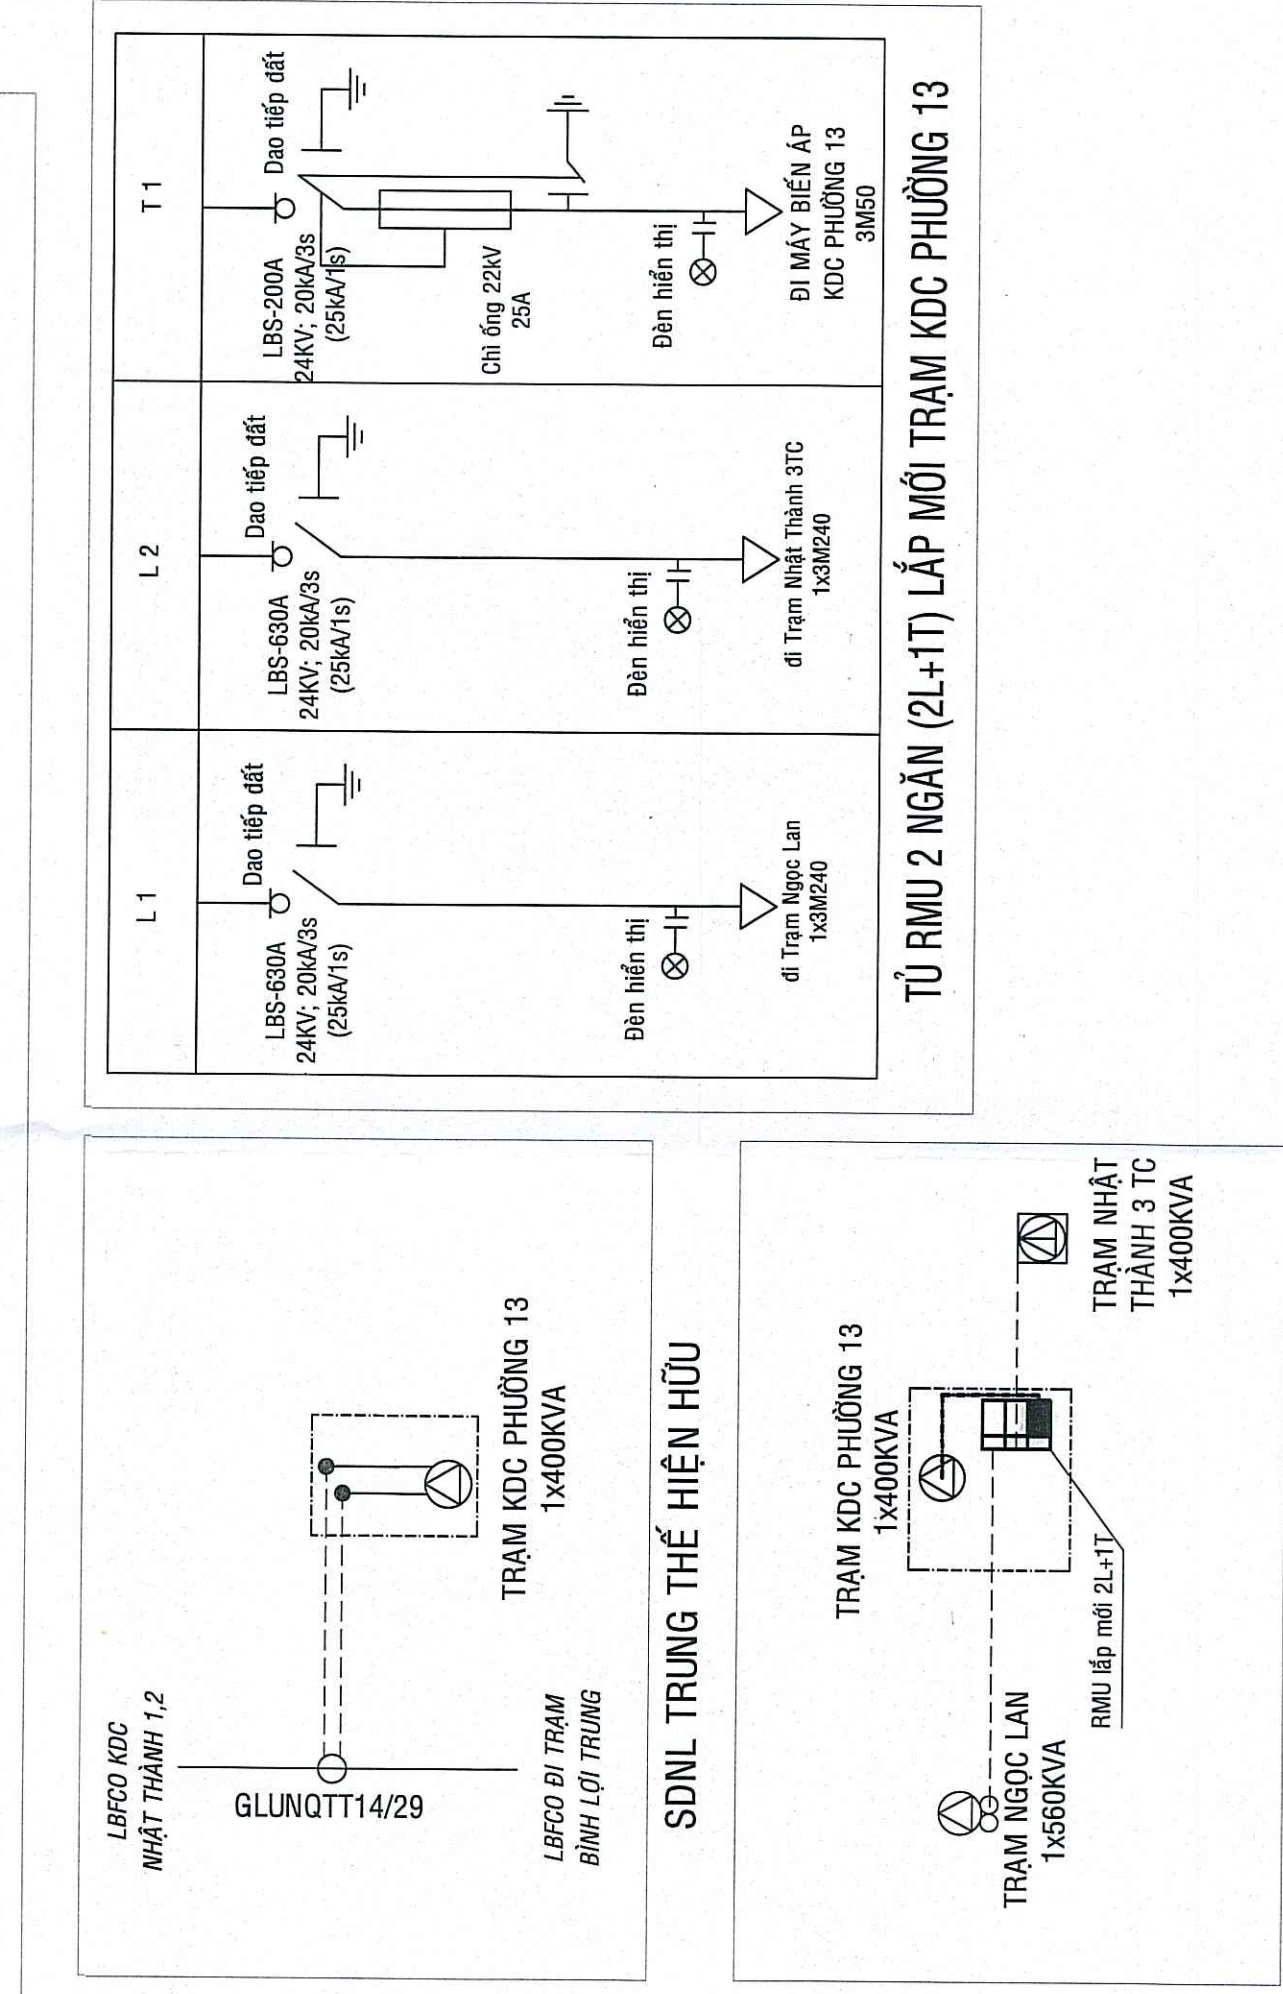 LBFCO KDC
NHẬT THÀNH 1,2
GLUNQTT14/29
LBFCO ĐI TRẠM
BÌNH LỢI TRUNG
TRẠM KDC PHƯỜNG 13
1x400KVA
SDNL TRUNG THẾ HIỆN HỮU
TRẠM KDC PHƯỜNG 13
1x400KVA
TRẠM NGỌC LAN
1x560KVA
RMU lắp mới 2L+1T
TRẠM NHẬT
THÀNH 3 TC
1x400KVA
L 1
Dao tiếp đất
LBS-630A
24KV; 20kA/3s
(25kA/1s)
Đèn hiển thị
đi Trạm Ngọc Lan
1x3M240
L 2
Dao tiếp đất
LBS-630A
24KV; 20kA/3s
(25kA/1s)
Đèn hiển thị
đi Trạm Nhật Thành 3TC
1x3M240
T 1
Dao tiếp đất
LBS-200A
24KV; 20kA/3s
(25kA/1s)
Chì ống 22kV
25A
Đèn hiển thị
ĐI MÁY BIẾN ÁP
KDC PHƯỜNG 13
3M50
TỦ RMU 2 NGĂN (2L+1T) LẮP MỚI TRẠM KDC PHƯỜNG 13